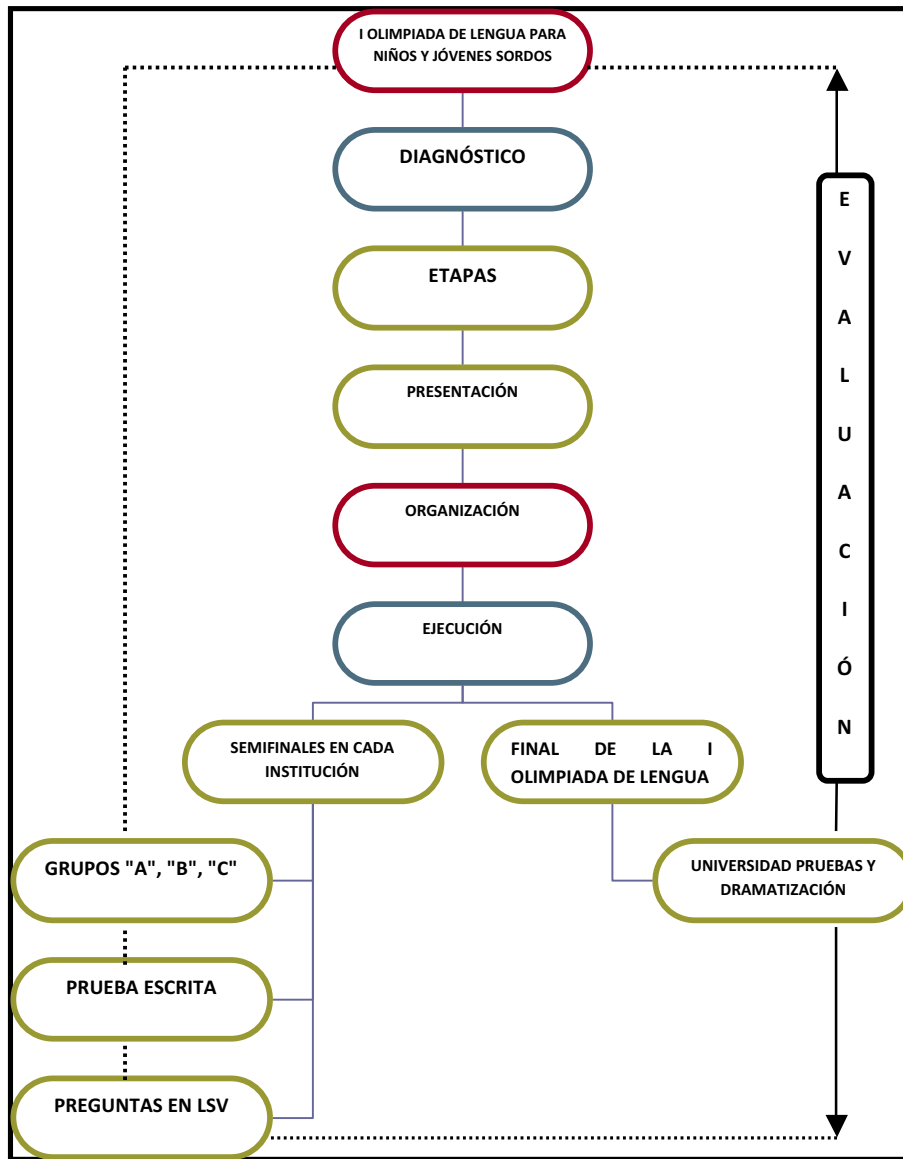 I OLIMPIADA DE LENGUA PARA
NIÑOS Y JÓVENES SORDOS
DIAGNÓSTICO
ETAPAS
PRESENTACIÓN
ORGANIZACIÓN
EJECUCIÓN
SEMIFINALES EN CADA
INSTITUCIÓN
FINAL DE LA I
OLIMPIADA DE LENGUA
GRUPOS "A", "B", "C"
PRUEBA ESCRITA
PREGUNTAS EN LSV
UNIVERSIDAD PRUEBAS Y
DRAMATIZACIÓN
E
V
A
L
U
A
C
I
Ó
N